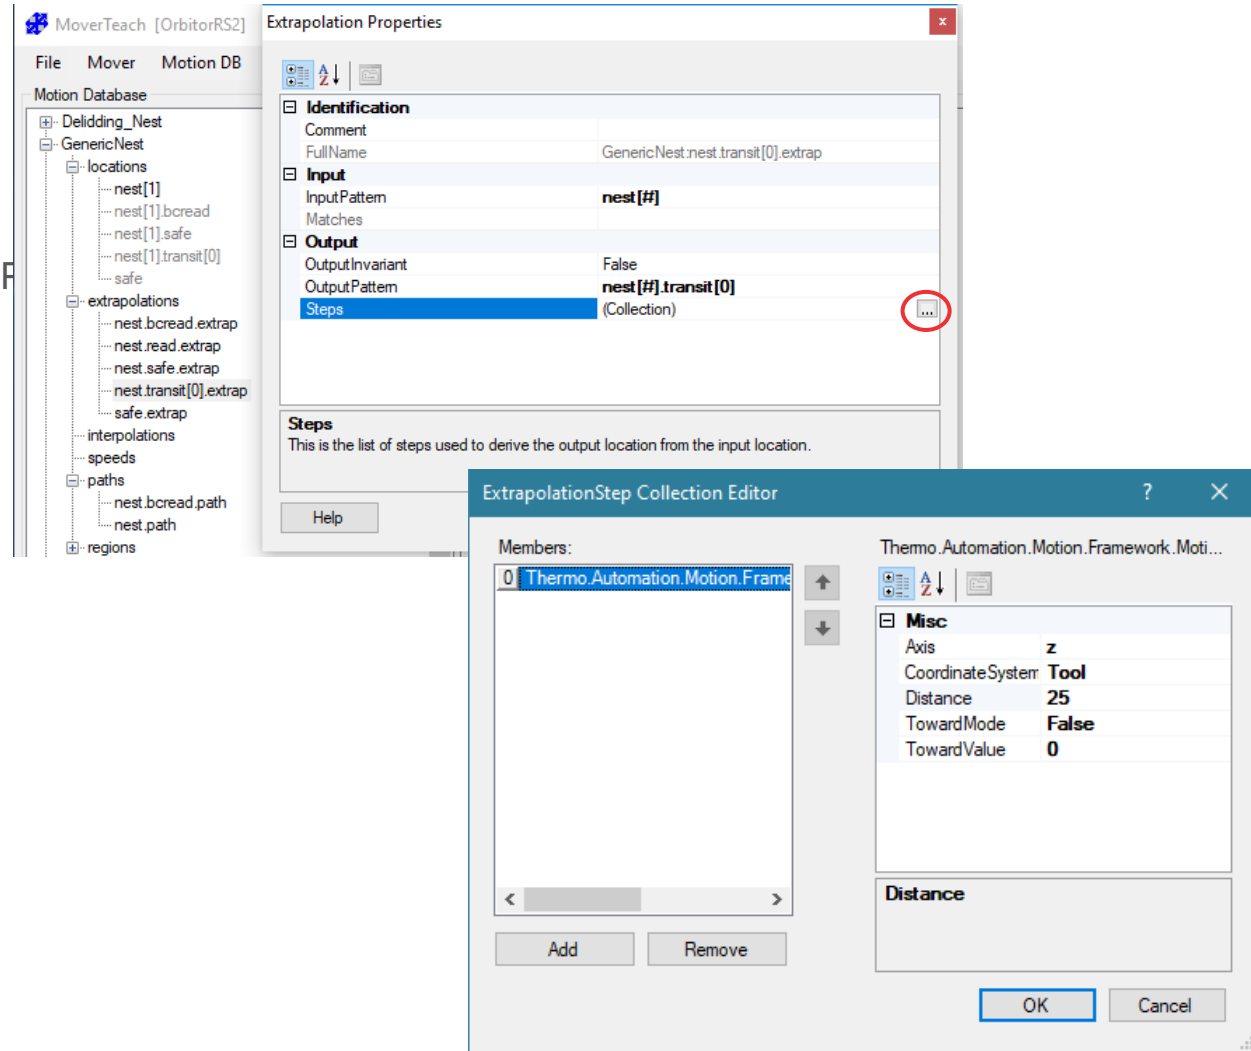 MoverTeach [OrbitorRS2]
File Mover Motion DB
Motion Database
Delidding_Nest
GenericNest
locations
nest[1]
nest[1].bcread
nest[1].safe
nest[1].transit[0]
safe
extrapolations
nest.bcread.extrap
nest.read.extrap
nest.safe.extrap
nest.transit[0].extrap
safe.extrap
interpolations
speeds
paths
nest.bcread.path
nest.path
regions
Extrapolation Properties
x
Identification
Comment
FullName GenericNest:nest.transit[0].extrap
Input
InputPattern nest[#]
Matches
Output
OutputInvariant False
OutputPattern nest[#].transit[0]
Steps (Collection) ...
Steps
This is the list of steps used to derive the output location from the input location.
Help
ExtrapolationStep Collection Editor ?
Members:
0 Thermo.Automation.Motion.Frame
Add Remove
Thermo.Automation.Motion.Framework.Moti...
Misc
Axis z
CoordinateSystem Tool
Distance 25
TowardMode False
TowardValue 0
Distance
OK Cancel